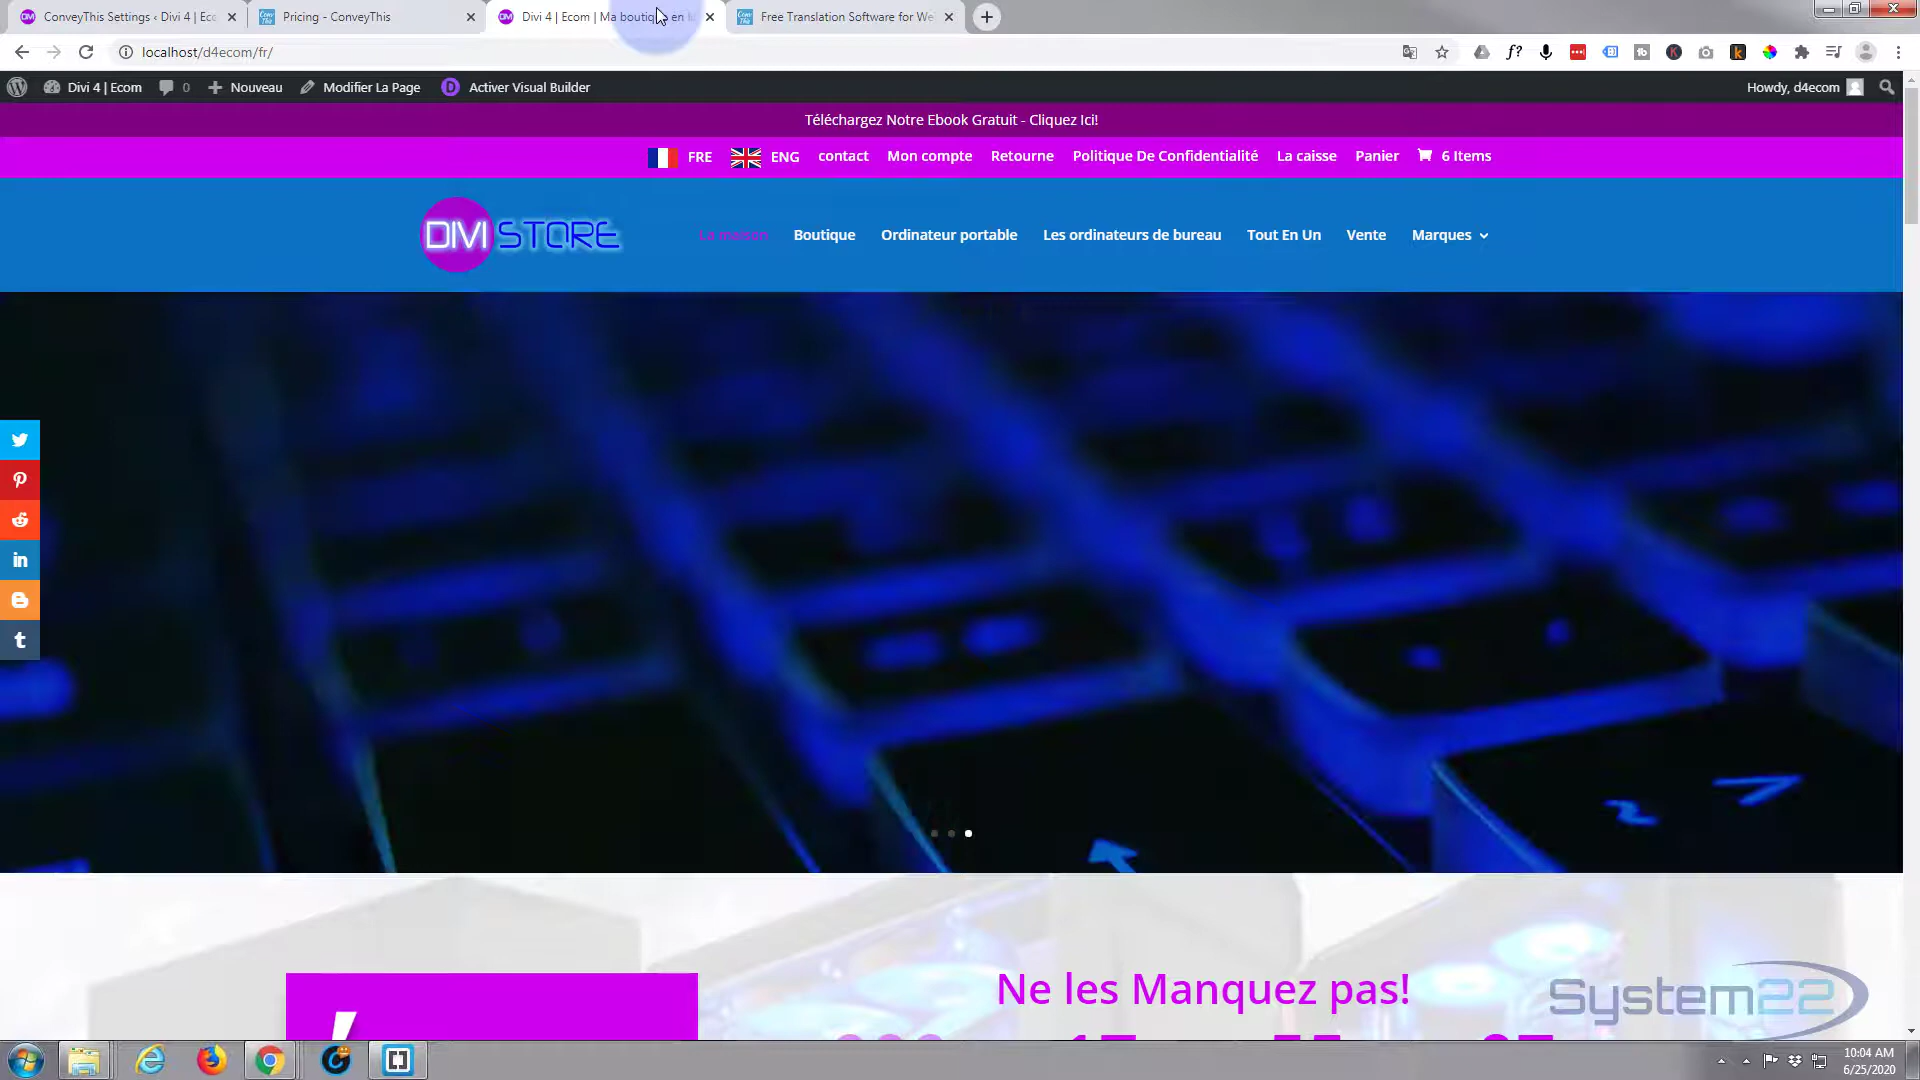 ConveyThis Settings ‹ Divi 4 | Eco
Pricing - ConveyThis
Divi 4 | Ecom | Ma boutique en li
Free Translation Software for We
localhost/d4ecom/fr/
Divi 4 | Ecom
0
Nouveau
Modifier La Page
Activer Visual Builder
Howdy, d4ecom
Téléchargez Notre Ebook Gratuit - Cliquez Ici!
FRE
ENG
contact
Mon compte
Retourne
Politique De Confidentialité
La caisse
Panier
6 Items
DIVI STORE
La maison
Boutique
Ordinateur portable
Les ordinateurs de bureau
Tout En Un
Vente
Marques
Ne les Manquez pas!
System22
10:04 AM
6/25/2020